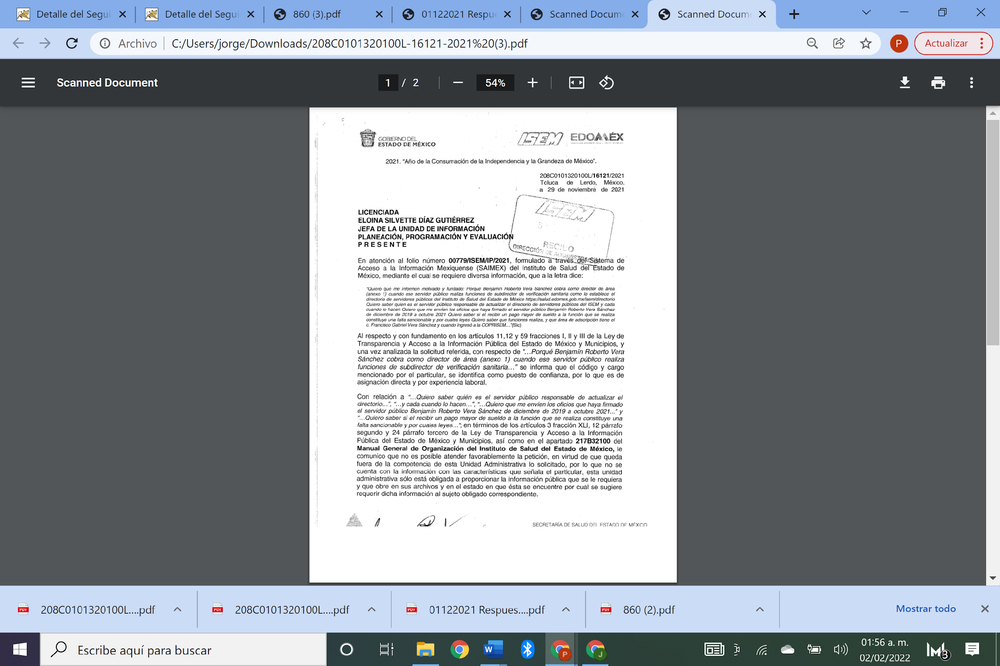 Detalle del Segui
Detalle del Segui
860 (3).pdf
01122021 Respue
Scanned Docume
Scanned Docume
Archivo
C:/Users/jorge/Downloads/208C0101320100L-16121-2021%20(3).pdf
P
Actualizar
Scanned Document
1 / 2
54%
GOBIERNO DEL
ESTADO DE MÉXICO
ISEM
EDOMÉX
2021. “Año de la Consumación de la Independencia y la Grandeza de México”.
208C0101320100L/16121/2021
Toluca de Lerdo, México.
a 29 de noviembre de 2021
ISEM
LICENCIADA
ELOINA SILVETTE DÍAZ GUTIÉRREZ
JEFA DE LA UNIDAD DE INFORMACIÓN
PLANEACIÓN, PROGRAMACIÓN Y EVALUACIÓN
P R E S E N T E
DIRECCIÓN DE
En atención al folio número 00779/ISEM/IP/2021, formulado a través del Sistema de
Acceso a la Información Mexiquense (SAIMEX) del Instituto de Salud del Estado de
México, mediante el cual se requiere diversa información, que a la letra dice:
"Quiero que me informen motivado y fundado: Porqué Benjamín Roberto Vera Sánchez cobra como director de área
(anexo 1) cuando ese servidor público realiza funciones de subdirector de verificación sanitaria como lo establece el
directorio de servidores públicos del Instituto de Salud del Estado de México https://salud.edomex.gob.mx/isem/directorio
Quiero saber quien es el servidor público responsable de actualizar el directorio de servidores públicos del ISEM y cada
cuando lo hacen Quiero que me envíen los oficios que haya firmado el servidor público Benjamín Roberto Vera Sánchez
de diciembre de 2019 a octubre 2021 Quiero saber si el recibir un pago mayor de sueldo a la función que se realiza
constituye una falta sancionable y por cuales leyes Quiero saber que funciones realiza, y que área de adscripción tiene el
c. Francisco Gabriel Vera Sánchez y cuando ingresó a la COPRISEM..."(Sic)
Al respecto y con fundamento en los artículos 11,12 y 59 fracciones I, II y III de la Ley de
Transparencia y Acceso a la Información Pública del Estado de México y Municipios, y
una vez analizada la solicitud referida, con respecto de “...Porqué Benjamín Roberto Vera
Sánchez cobra como director de área (anexo 1) cuando ese servidor público realiza
funciones de subdirector de verificación sanitaria...” se informa que el código y cargo
mencionado por el particular, se identifica como puesto de confianza, por lo que es de
asignación directa y por experiencia laboral.
Con relación a “...Quiero saber quién es el servidor público responsable de actualizar el
directorio...”, “...y cada cuando lo hacen...”, “...Quiero que me envíen los oficios que haya firmado
el servidor público Benjamín Roberto Vera Sánchez de diciembre de 2019 a octubre 2021...” y
“...Quiero saber si el recibir un pago mayor de sueldo a la función que se realiza constituye una
falta sancionable y por cuales leyes...”; en términos de los artículos 3 fracción XLI, 12 párrafo
segundo y 24 párrafo tercero de la Ley de Transparencia y Acceso a la Información
Pública del Estado de México y Municipios, así como en el apartado 217B32100 del
Manual General de Organización del Instituto de Salud del Estado de México, le
comunico que no es posible atender favorablemente la petición, en virtud de que queda
fuera de la competencia de esta Unidad Administrativa lo solicitado, por lo que no se
cuenta con la información con las características que señala el particular, esta unidad
administrativa sólo está obligada a proporcionar la información pública que se le requiera
y que obre en sus archivos y en el estado en que ésta se encuentre por cual se sugiere
requerir dicha información al sujeto obligado correspondiente.
SECRETARÍA DE SALUD DEL ESTADO DE MÉXICO
208C0101320100L....pdf
208C0101320100L....pdf
01122021 Respues....pdf
860 (2).pdf
Mostrar todo
Escribe aquí para buscar
01:56 a. m.
02/02/2022
3